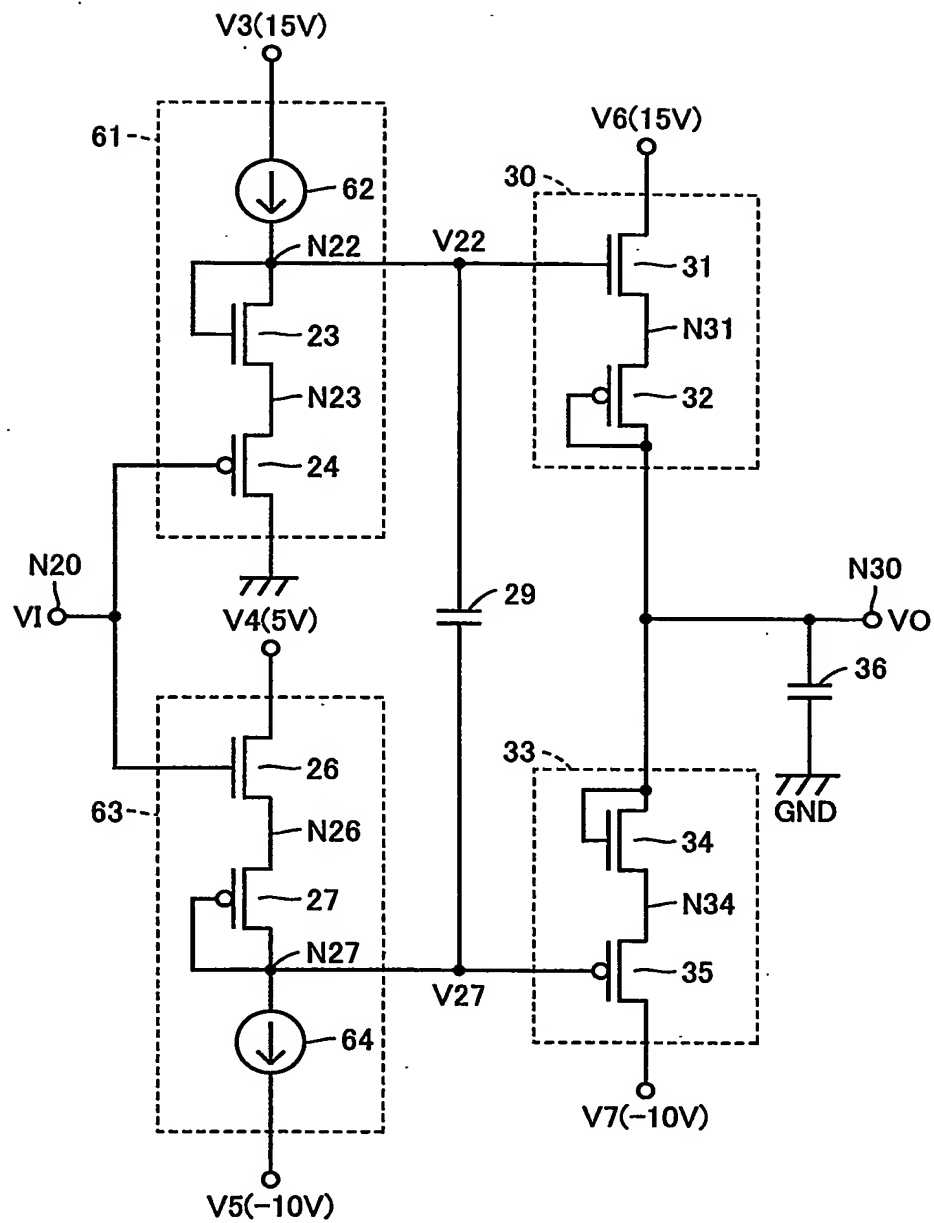 V3(15V)
61
62
N22
V22
23
N23
24
V6(15V)
30
31
N31
32
N20
VI
V4(5V)
29
N30
VO
36
GND
63
26
N26
27
N27
V27
64
V5(-10V)
33
34
N34
35
V7(-10V)